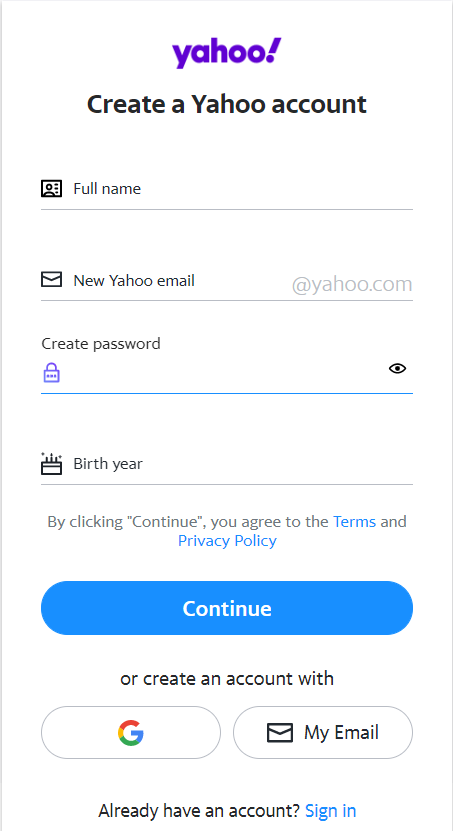 yahoo!
Create a Yahoo account
Full name
New Yahoo email @yahoo.com
Create password
Birth year
By clicking "Continue", you agree to the Terms and
Privacy Policy
Continue
or create an account with
G My Email
Already have an account? Sign in